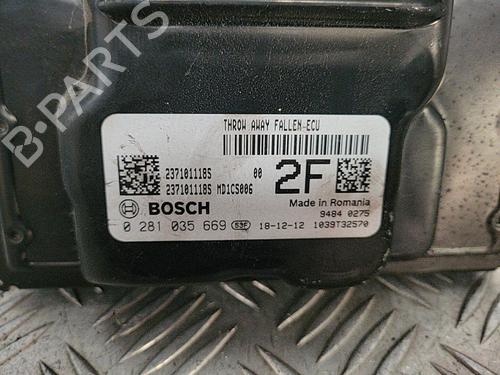 B-PARTS
THROW AWAY FALLEN-ECU
237101118S 00
237101118S MD1CS006
2F
BOSCH
Made in Romania
9484 0275
0 281 035 669 S3F 18-12-12 1039T32570